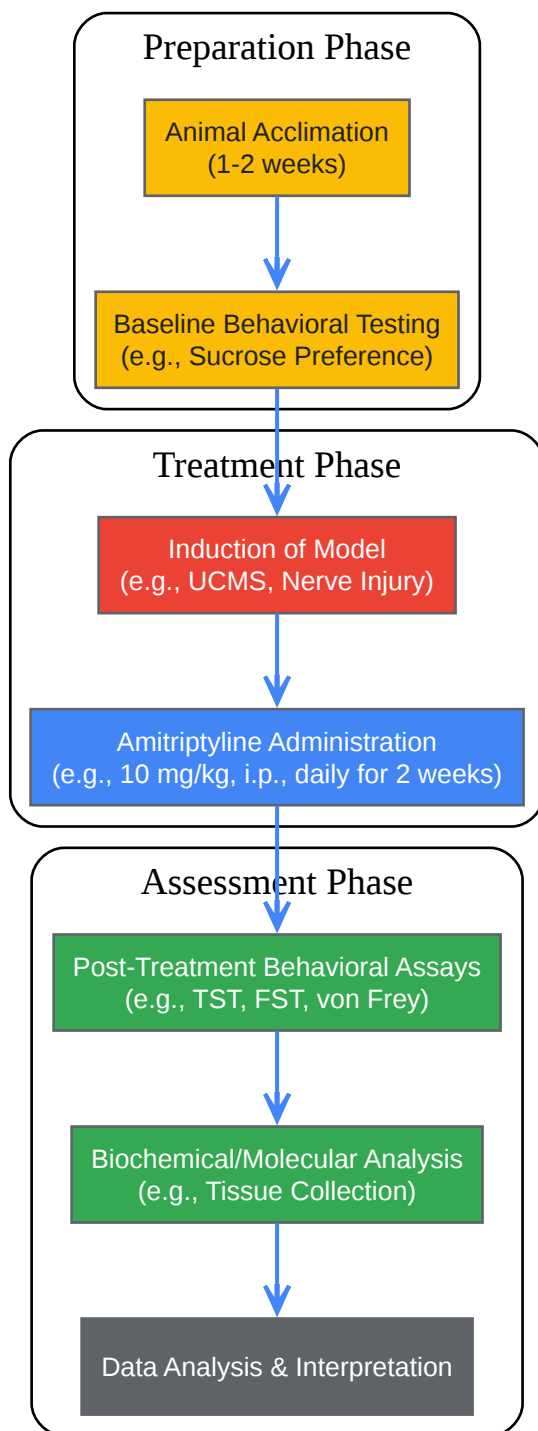 Preparation Phase
Animal Acclimation
(1-2 weeks)
Baseline Behavioral Testing
(e.g., Sucrose Preference)
Treatment Phase
Induction of Model
(e.g., UCMS, Nerve Injury)
Amitriptyline Administration
(e.g., 10 mg/kg, i.p., daily for 2 weeks)
Assessment Phase
Post-Treatment Behavioral Assays
(e.g., TST, FST, von Frey)
Biochemical/Molecular Analysis
(e.g., Tissue Collection)
Data Analysis & Interpretation